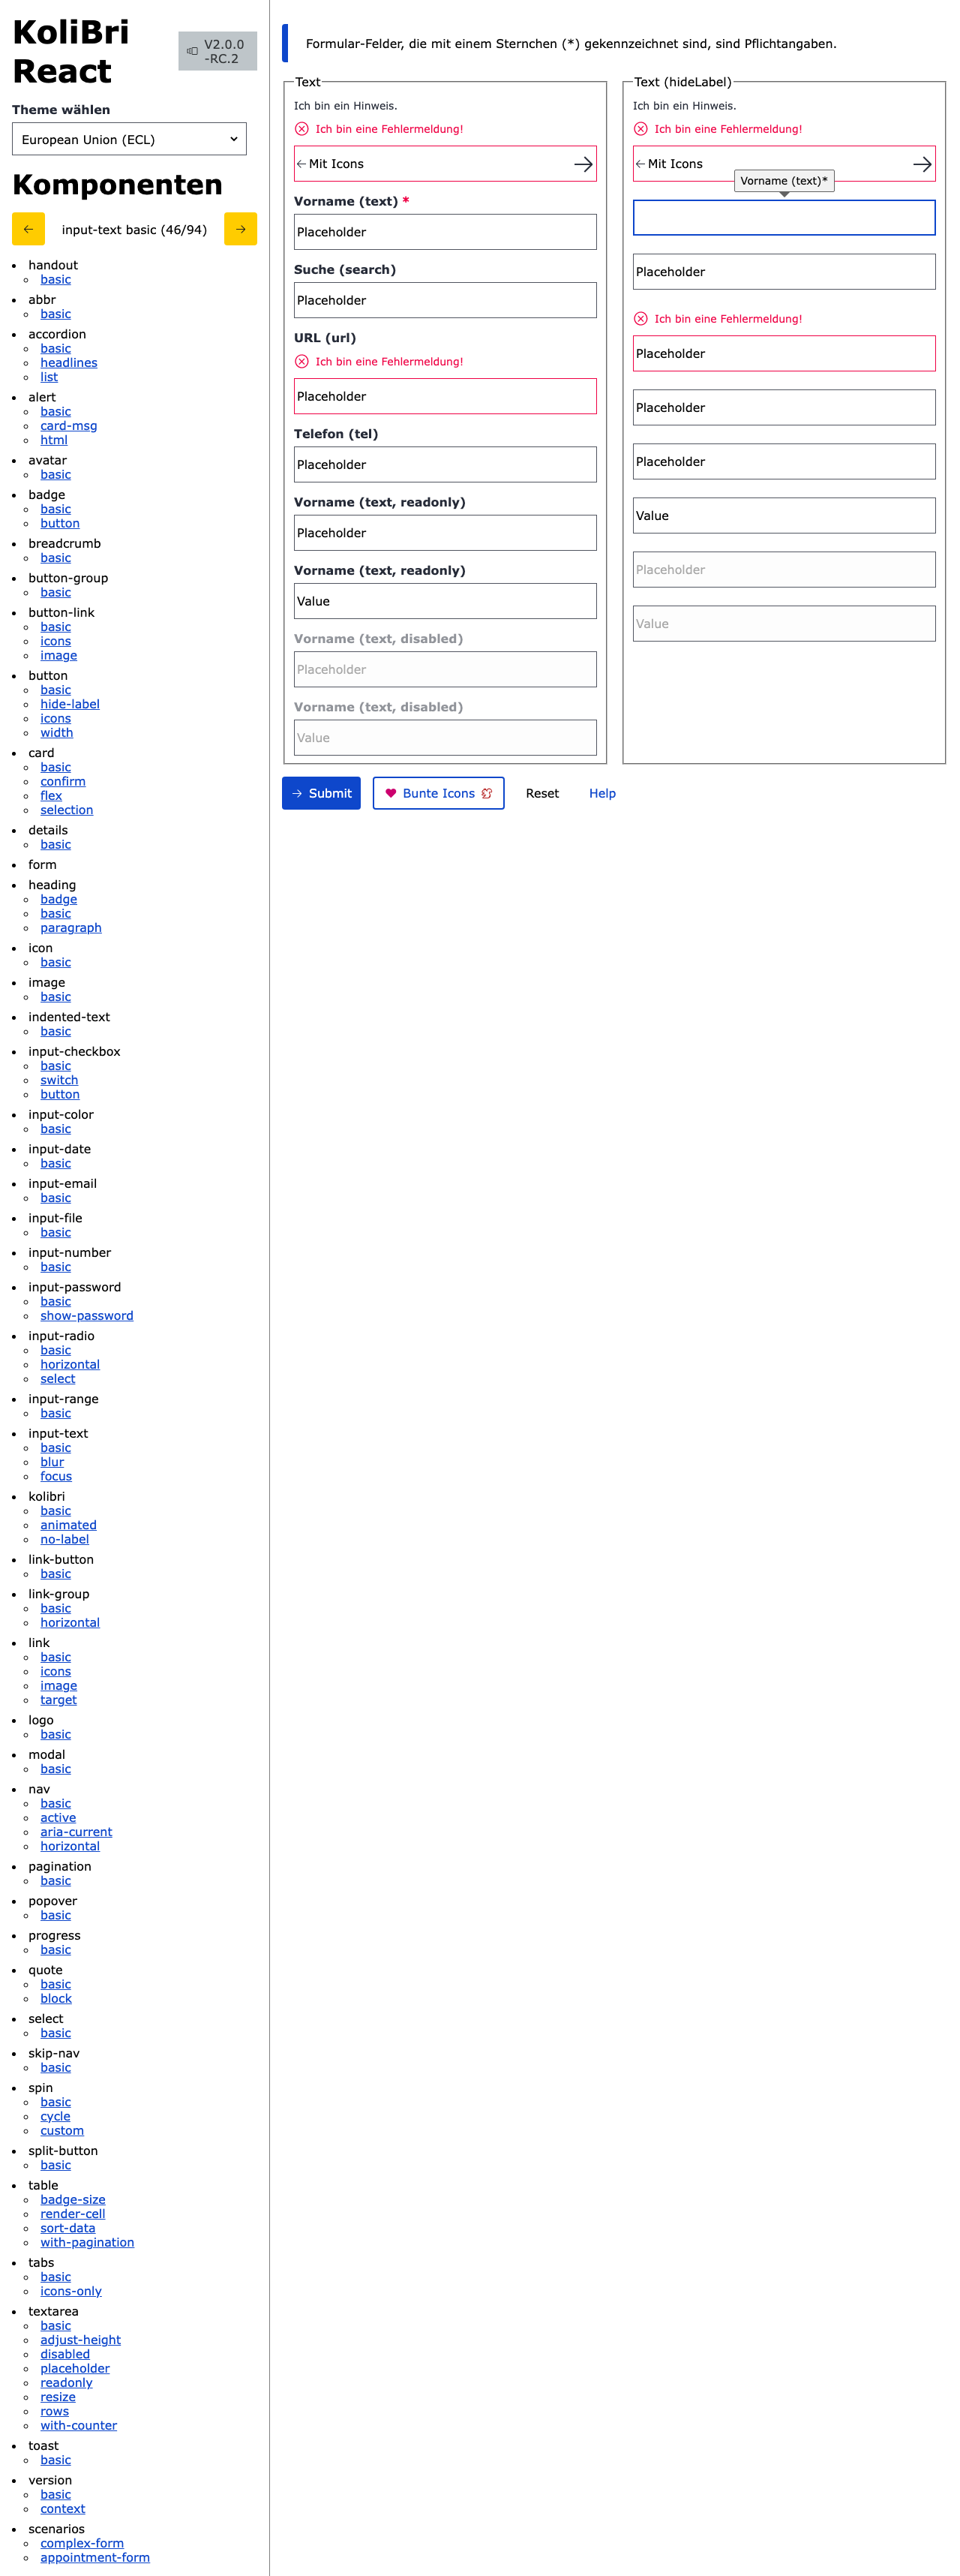 KoliBri
React
V2.0.0
-RC.2
Theme wählen
European Union (ECL)
Komponenten
input-text basic (46/94)
handout
basic
abbr
basic
accordion
basic
headlines
list
alert
basic
card-msg
html
avatar
basic
badge
basic
button
breadcrumb
basic
button-group
basic
button-link
basic
icons
image
button
basic
hide-label
icons
width
card
basic
confirm
flex
selection
details
basic
form
heading
badge
basic
paragraph
icon
basic
image
basic
indented-text
basic
input-checkbox
basic
switch
button
input-color
basic
input-date
basic
input-email
basic
input-file
basic
input-number
basic
input-password
basic
show-password
input-radio
basic
horizontal
select
input-range
basic
input-text
basic
blur
focus
kolibri
basic
animated
no-label
link-button
basic
link-group
basic
horizontal
link
basic
icons
image
target
logo
basic
modal
basic
nav
basic
active
aria-current
horizontal
pagination
basic
popover
basic
progress
basic
quote
basic
block
select
basic
skip-nav
basic
spin
basic
cycle
custom
split-button
basic
table
badge-size
render-cell
sort-data
with-pagination
tabs
basic
icons-only
textarea
basic
adjust-height
disabled
placeholder
readonly
resize
rows
with-counter
toast
basic
version
basic
context
scenarios
complex-form
appointment-form
Formular-Felder, die mit einem Sternchen (*) gekennzeichnet sind, sind Pflichtangaben.
Text
Ich bin ein Hinweis.
Ich bin eine Fehlermeldung!
Mit Icons
Vorname (text) *
Placeholder
Suche (search)
Placeholder
URL (url)
Ich bin eine Fehlermeldung!
Placeholder
Telefon (tel)
Placeholder
Vorname (text, readonly)
Placeholder
Vorname (text, readonly)
Value
Vorname (text, disabled)
Placeholder
Vorname (text, disabled)
Value
Text (hideLabel)
Ich bin ein Hinweis.
Ich bin eine Fehlermeldung!
Mit Icons
Vorname (text)*
Placeholder
Ich bin eine Fehlermeldung!
Placeholder
Placeholder
Placeholder
Value
Placeholder
Value
Submit
Bunte Icons
Reset
Help